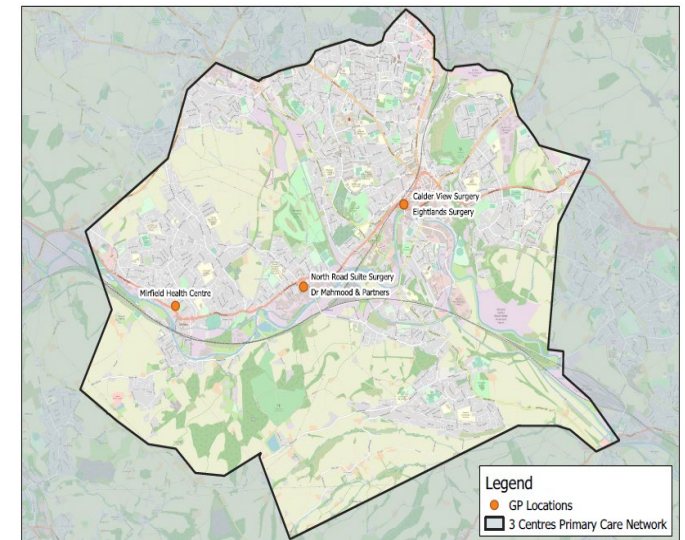 Calder View Surgery
Eightlands Surgery
North Road Suite Surgery
Dr Mahmood & Partners
Mirfield Health Centre
Legend
GP Locations
3 Centres Primary Care Network